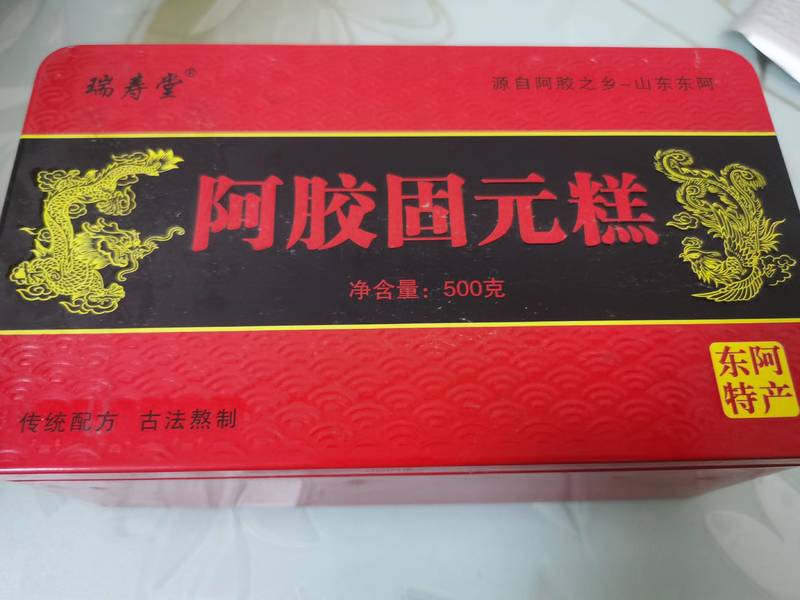 瑞寿堂®
源自阿胶之乡-山东东阿
阿胶固元糕
净含量：500克
东阿
特产
传统配方 古法熬制